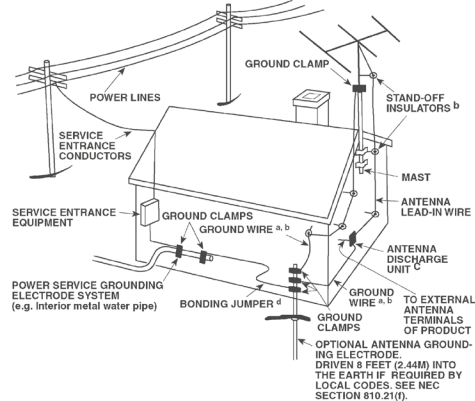 GROUND CLAMP
POWER LINES
STAND-OFF
INSULATORS b
SERVICE
ENTRANCE
CONDUCTORS
MAST
ANTENNA
LEAD-IN WIRE
SERVICE ENTRANCE
EQUIPMENT
GROUND CLAMPS
GROUND WIRE a, b
ANTENNA
DISCHARGE
UNIT C
POWER SERVICE GROUNDING
ELECTRODE SYSTEM
(e.g. Interior metal water pipe)
BONDING JUMPER d
GROUND
WIRE a, b
TO EXTERNAL
ANTENNA
TERMINALS
OF PRODUCT
GROUND
CLAMPS
OPTIONAL ANTENNA GROUND-
ING ELECTRODE.
DRIVEN 8 FEET (2.44M) INTO
THE EARTH IF REQUIRED BY
LOCAL CODES. SEE NEC
SECTION 810.21(f).